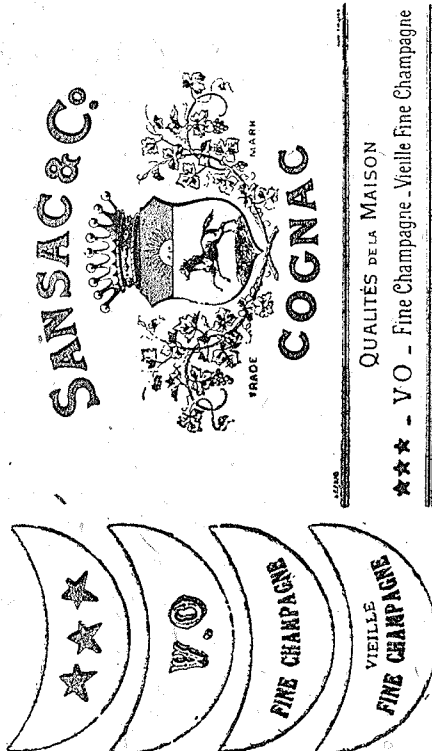 SANSAC & Co.
TRADE MARK
COGNAC
QUALITÉS DE LA MAISON
★★★ - VO - Fine Champagne - Vieille Fine Champagne
★★★
V.O
FINE CHAMPAGNE
VIEILLE
FINE CHAMPAGNE